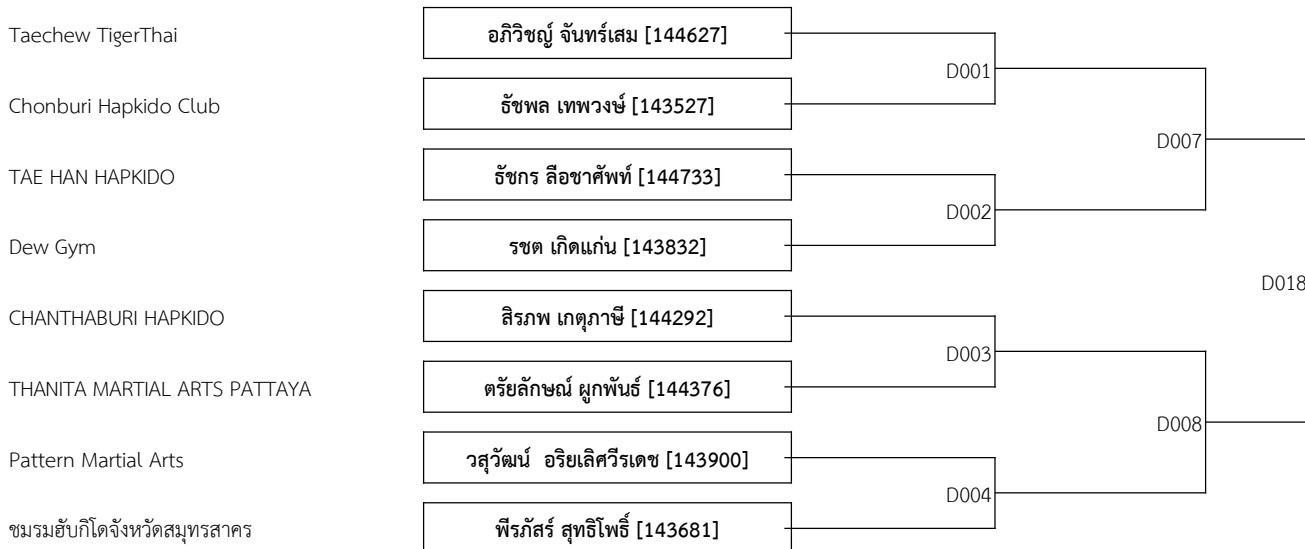 Taechew TigerThai
อภิวิชญ์ จันทร์เสม [144627]
D001
Chonburi Hapkido Club
ธัชพล เทพวงษ์ [143527]
D007
TAE HAN HAPKIDO
ธัชกร ลือชาศัพท์ [144733]
D002
Dew Gym
รชต เกิดแก่น [143832]
D018
CHANTHABURI HAPKIDO
สิรภพ เกตุภาษี [144292]
D003
THANITA MARTIAL ARTS PATTAYA
ตรัยลักษณ์ ผูกพันธ์ [144376]
D008
Pattern Martial Arts
วสุวัฒน์  อริยเลิศวีรเดช [143900]
D004
ชมรมฮับกิโดจังหวัดสมุทรสาคร
พีรภัสร์ สุทธิโพธิ์ [143681]